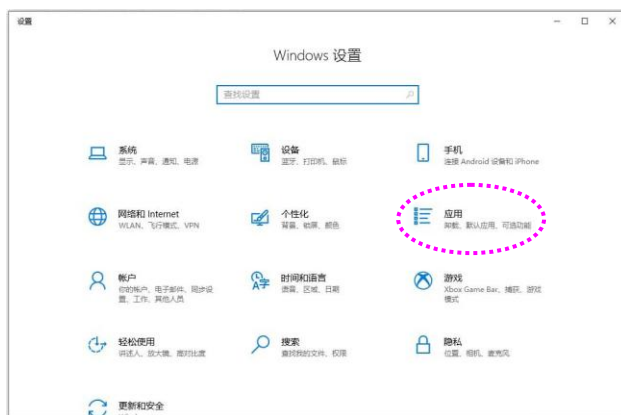 设置
Windows 设置
查找设置
系统
显示、声音、通知、电源
设备
蓝牙、打印机、鼠标
手机
连接 Android 设备和 iPhone
网络和 Internet
WLAN、飞行模式、VPN
个性化
背景、锁屏、颜色
应用
卸载、默认应用、可选功能
帐户
你的帐户、电子邮件、同步设
置、工作、其他人员
时间和语言
语音、区域、日期
游戏
Xbox Game Bar、捕获、游戏
模式
轻松使用
讲述人、放大镜、高对比度
搜索
查找我的文件、权限
隐私
位置、相机、麦克风
更新和安全